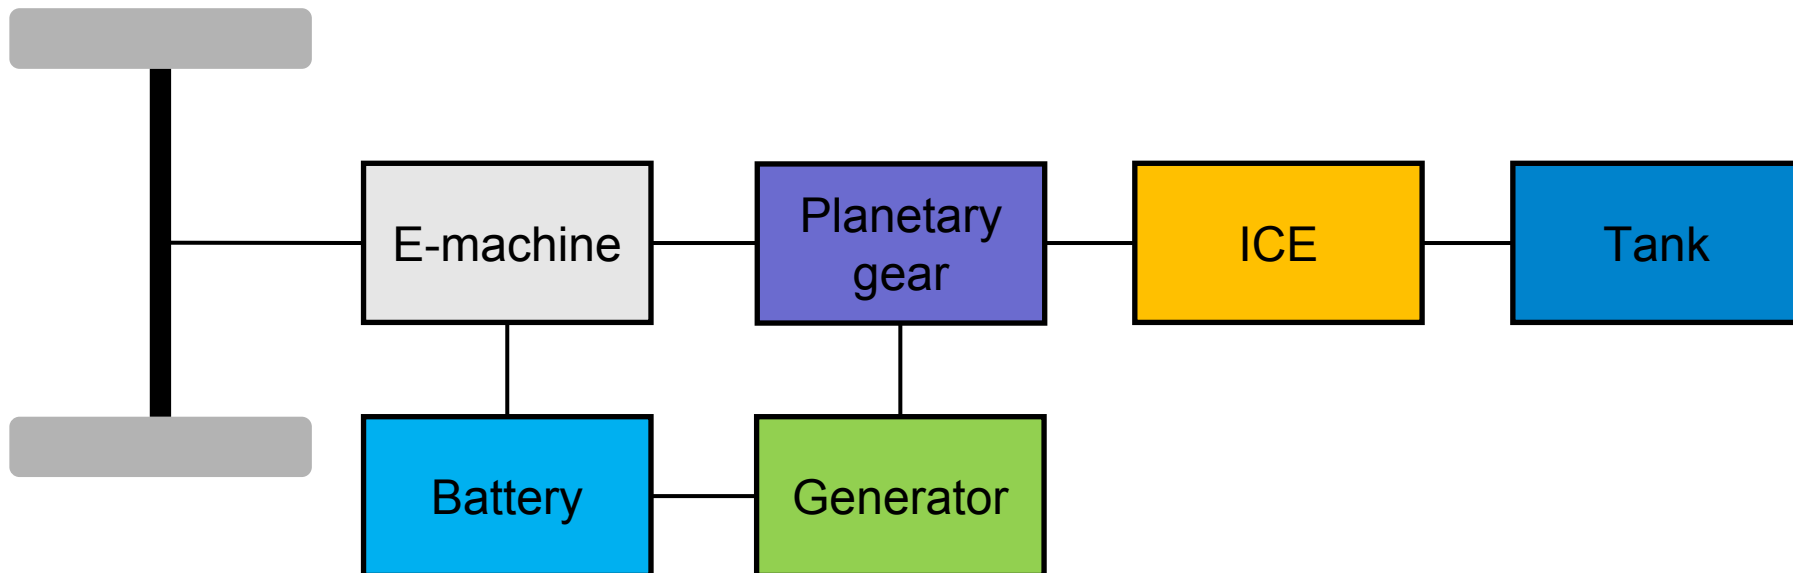 E-machine
Planetary
gear
ICE
Tank
Battery
Generator